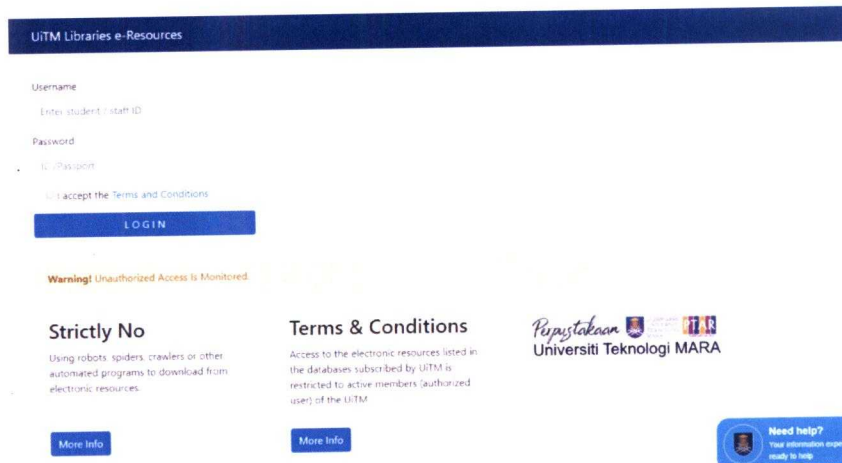 UiTM Libraries e-Resources
Username
Enter student / staff ID
Password
IC /Passport
I accept the Terms and Conditions
LOGIN
Warning! Unauthorized Access Is Monitored.
Strictly No
Using robots, spiders, crawlers or other
automated programs to download from
electronic resources.
More Info
Terms & Conditions
Access to the electronic resources listed in
the databases subscribed by UiTM is
restricted to active members (authorized
user) of the UiTM
More Info
Perpustakaan
PTAR
Universiti Teknologi MARA
Need help?
Your information
ready to help